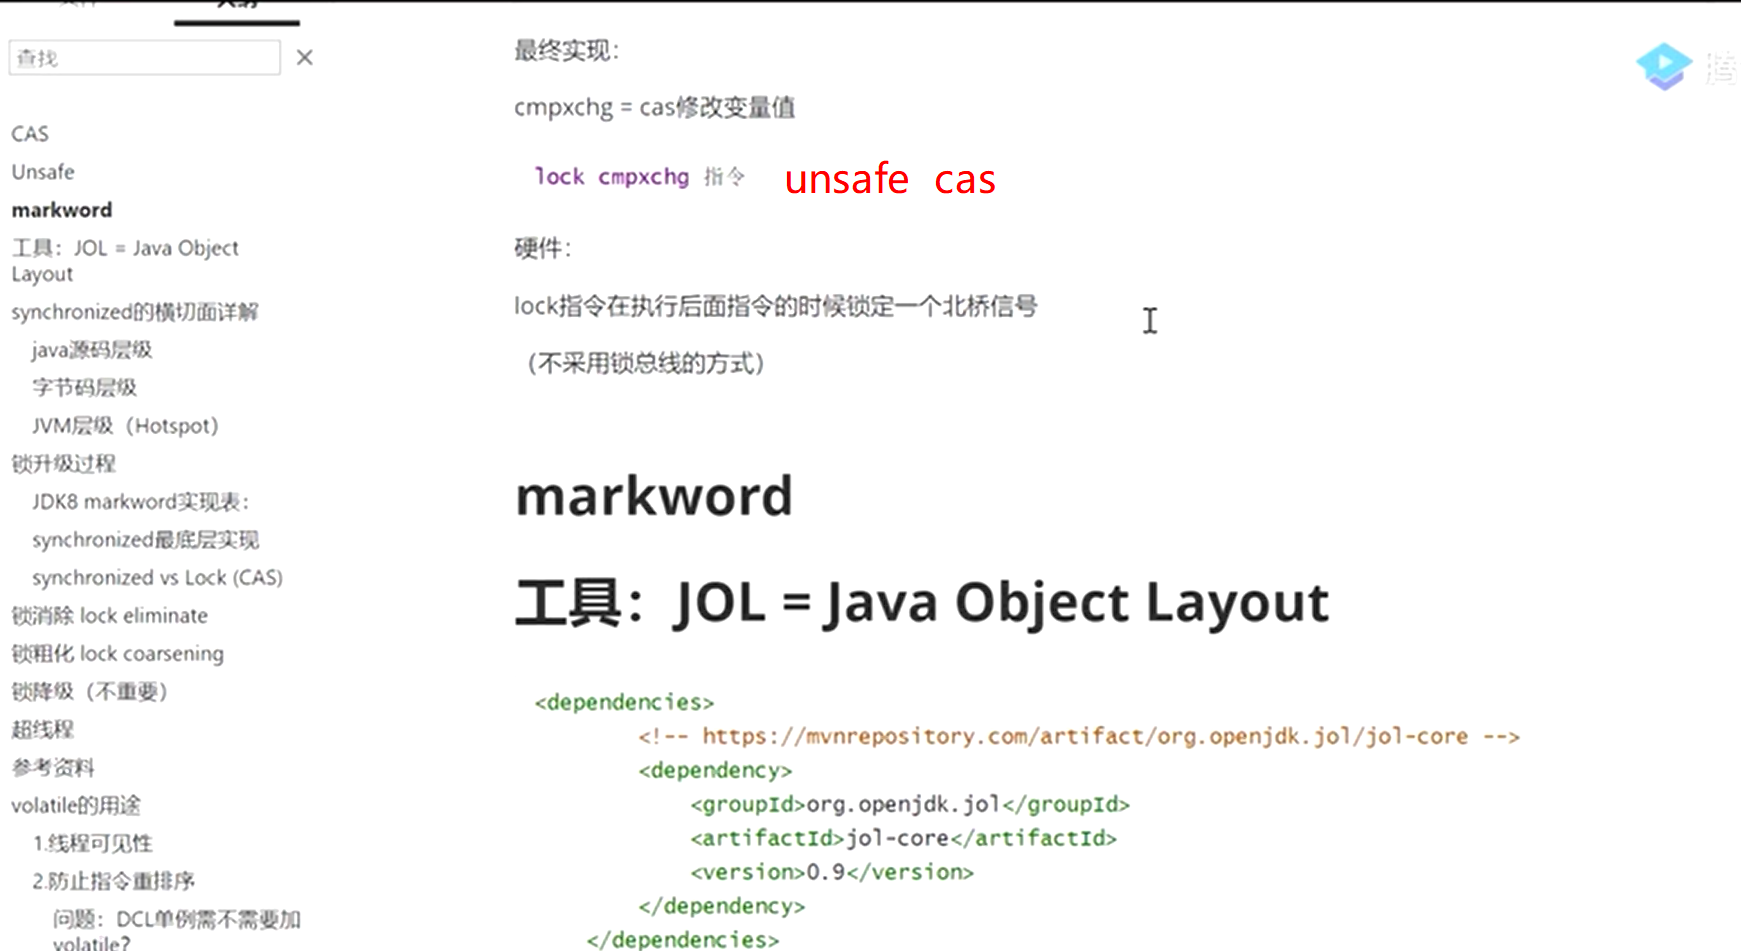 查找
CAS
Unsafe
markword
工具：JOL = Java Object
Layout
synchronized的横切面详解
java源码层级
字节码层级
JVM层级（Hotspot）
锁升级过程
JDK8 markword实现表：
synchronized最底层实现
synchronized vs Lock (CAS)
锁消除 lock eliminate
锁粗化 lock coarsening
锁降级（不重要）
超线程
参考资料
volatile的用途
1.线程可见性
2.防止指令重排序
问题：DCL单例需不需要加
volatile?
最终实现：
cmpxchg = cas修改变量值
lock cmpxchg 指令 unsafe cas
硬件：
lock指令在执行后面指令的时候锁定一个北桥信号
（不采用锁总线的方式）
markword
工具：JOL = Java Object Layout
<dependencies>
<!-- https://mvnrepository.com/artifact/org.openjdk.jol/jol-core -->
<dependency>
<groupId>org.openjdk.jol</groupId>
<artifactId>jol-core</artifactId>
<version>0.9</version>
</dependency>
</dependencies>
腾